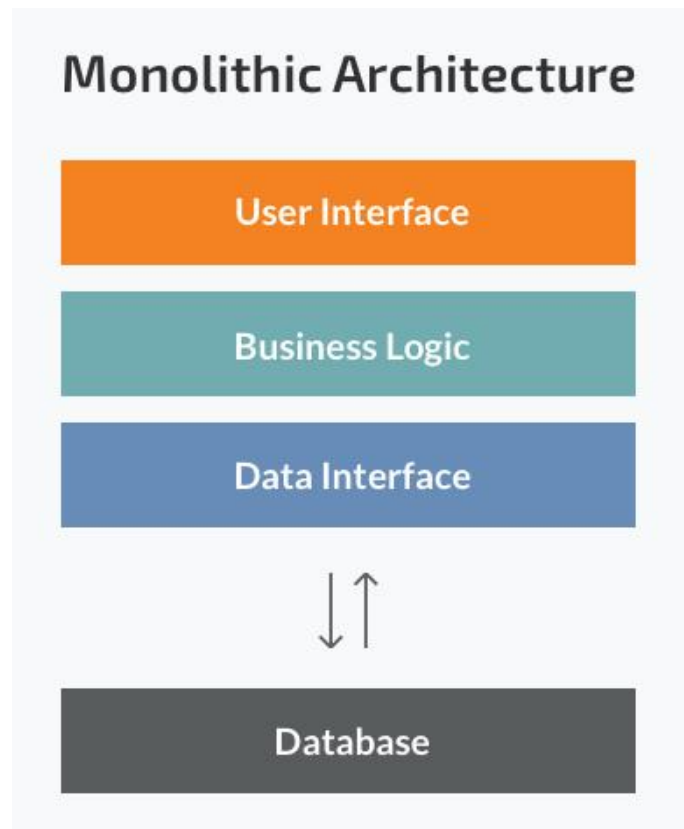 Monolithic Architecture
User Interface
Business Logic
Data Interface
Database